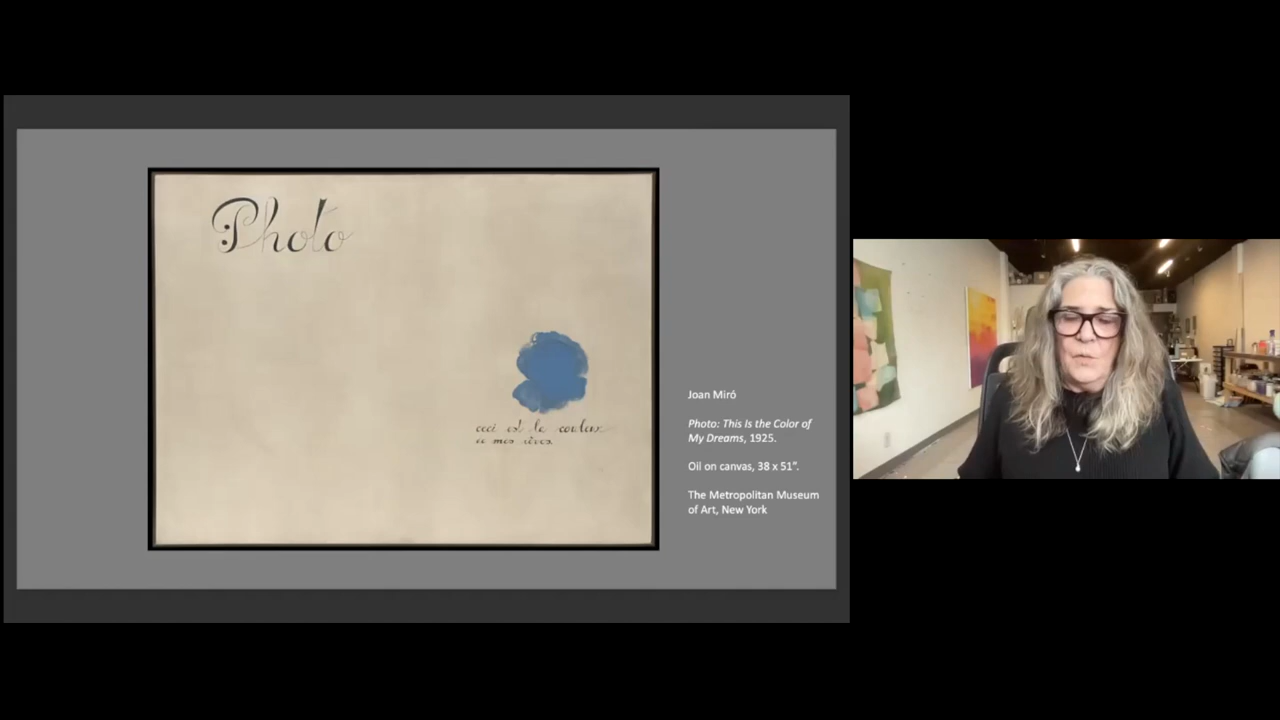 Photo
ceci est la couleur
de mes rêves.
Joan Miró
Photo: This Is the Color of
My Dreams, 1925.
Oil on canvas, 38 x 51”.
The Metropolitan Museum
of Art, New York